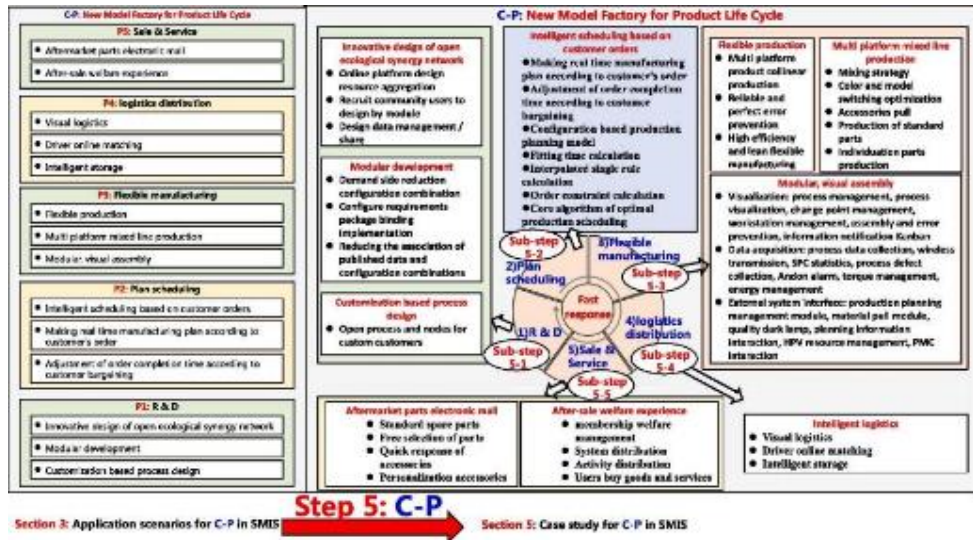 C-P: New Model Factory for Product Life Cycle
P5: Sale & Service
Aftermarket parts electronic mall
After-sale welfare experience
P4: logistics distribution
Visual logistics
Driver online matching
Intelligent storage
P3: Flexible manufacturing
Flexible production
Multi platform mixed line production
Modular visual assembly
P2: Plan scheduling
Intelligent scheduling based on customer orders
Making real time manufacturing plan according to
customer's order
Adjustment of order completion time according to
customer bargaining
P1: R & D
Innovative design of open ecological synergy network
Modular development
Customization based process design
C-P: New Model Factory for Product Life Cycle
Innovative design of open
ecological synergy network
Online platform design
resource aggregation
Recruit community users to
design by module
Design data management /
share
Modular development
Demand side reduction
configuration combination
Configure requirements
package binding
implementation
Reducing the association of
published data and
configuration combinations
Customization based process
design
Open process and nodes for
custom customers
Intelligent scheduling based on
customer orders
Making real time manufacturing
plan according to customer's order
Adjustment of order completion
time according to customer
bargaining
Configuration based production
planning model
Fitting time calculation
Interpolated single rule
calculation
Order constraint calculation
Core algorithm of optimal
production scheduling
Flexible production
Multi platform
product collinear
production
Reliable and
perfect error
prevention
High efficiency
and lean flexible
manufacturing
Multi platform mixed line
production
Mixing strategy
Color and model
switching optimization
Accessories pull
Production of standard
parts
Individuation parts
production
Modular, visual assembly
Visualization: process management, process
visualization, change point management,
workstation management, assembly and error
prevention, information notification Kanban
Data acquisition: process data collection, wireless
transmission, SPC statistics, process defect
collection, Andon alarm, torque management,
energy management
External system interface: production planning
management module, material pull module,
quality dark lamp, planning information
interaction, HPV resource management, PMC
interaction
Sub-step
5-2
3)Flexible
manufacturing
2)Plan
scheduling
Sub-step
5-3
Fast
response
1)R & D
4)logistics
distribution
Sub-step
5-1
5)Sale &
Service
Sub-step
5-4
Sub-step
5-5
Aftermarket parts electronic mall
Standard spare parts
Free selection of parts
Quick response of
accessories
Personalization accessories
After-sale welfare experience
membership welfare
management
System distribution
Activity distribution
Users buy goods and services
Intelligent logistics
Visual logistics
Driver online matching
Intelligent storage
Step 5: C-P
Section 3: Application scenarios for C-P in SMIS
Section 5: Case study for C-P in SMIS